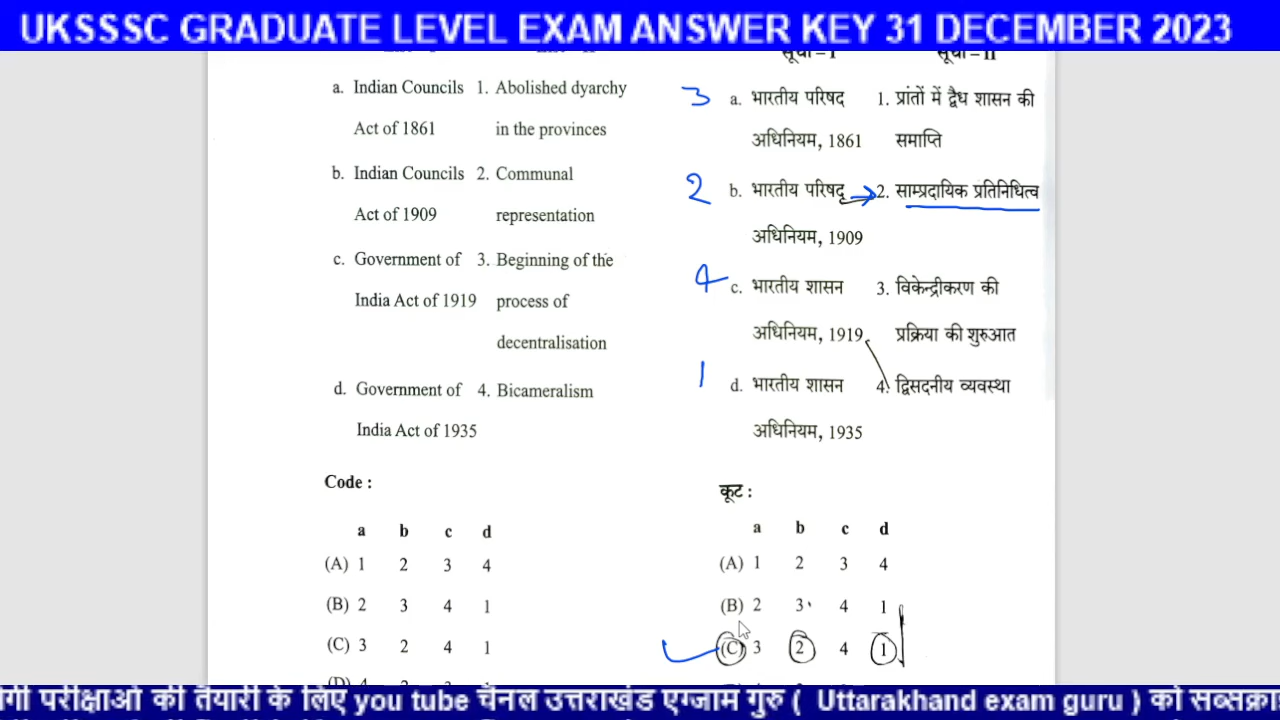 UKSSSC GRADUATE LEVEL EXAM ANSWER KEY 31 DECEMBER 2023
सूची – I सूची – II
a. Indian Councils 1. Abolished dyarchy
Act of 1861 in the provinces
b. Indian Councils 2. Communal
Act of 1909 representation
c. Government of 3. Beginning of the
India Act of 1919 process of
decentralisation
d. Government of 4. Bicameralism
India Act of 1935
Code :
a b c d
(A) 1 2 3 4
(B) 2 3 4 1
(C) 3 2 4 1
3 a. भारतीय परिषद 1. प्रांतों में द्वैध शासन की
अधिनियम, 1861 समाप्ति
2 b. भारतीय परिषद् 2. साम्प्रदायिक प्रतिनिधित्व
अधिनियम, 1909
4 c. भारतीय शासन 3. विकेन्द्रीकरण की
अधिनियम, 1919 प्रक्रिया की शुरुआत
1 d. भारतीय शासन 4. द्विसदनीय व्यवस्था
अधिनियम, 1935
कूट :
a b c d
(A) 1 2 3 4
(B) 2 3 4 1
(C) 3 2 4 1
परीक्षाओ की तैयारी के लिए you tube चैनल उत्तराखंड एग्जाम गुरु ( Uttarakhand exam guru ) को